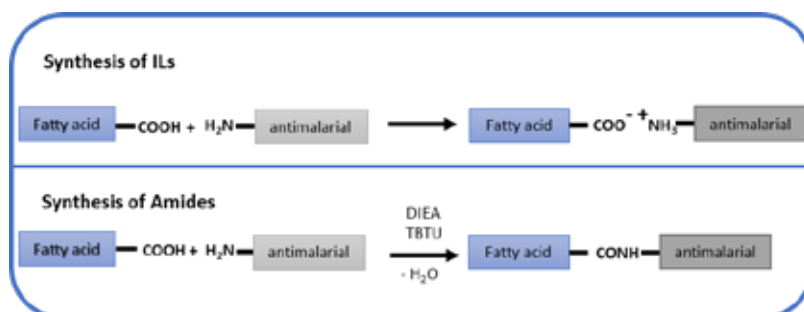 Synthesis of ILs
Fatty acid COOH + H₂N antimalarial Fatty acid COO⁻ ⁺NH₃ antimalarial
Synthesis of Amides
DIEA
TBTU
Fatty acid COOH + H₂N antimalarial Fatty acid CONH antimalarial
- H₂O